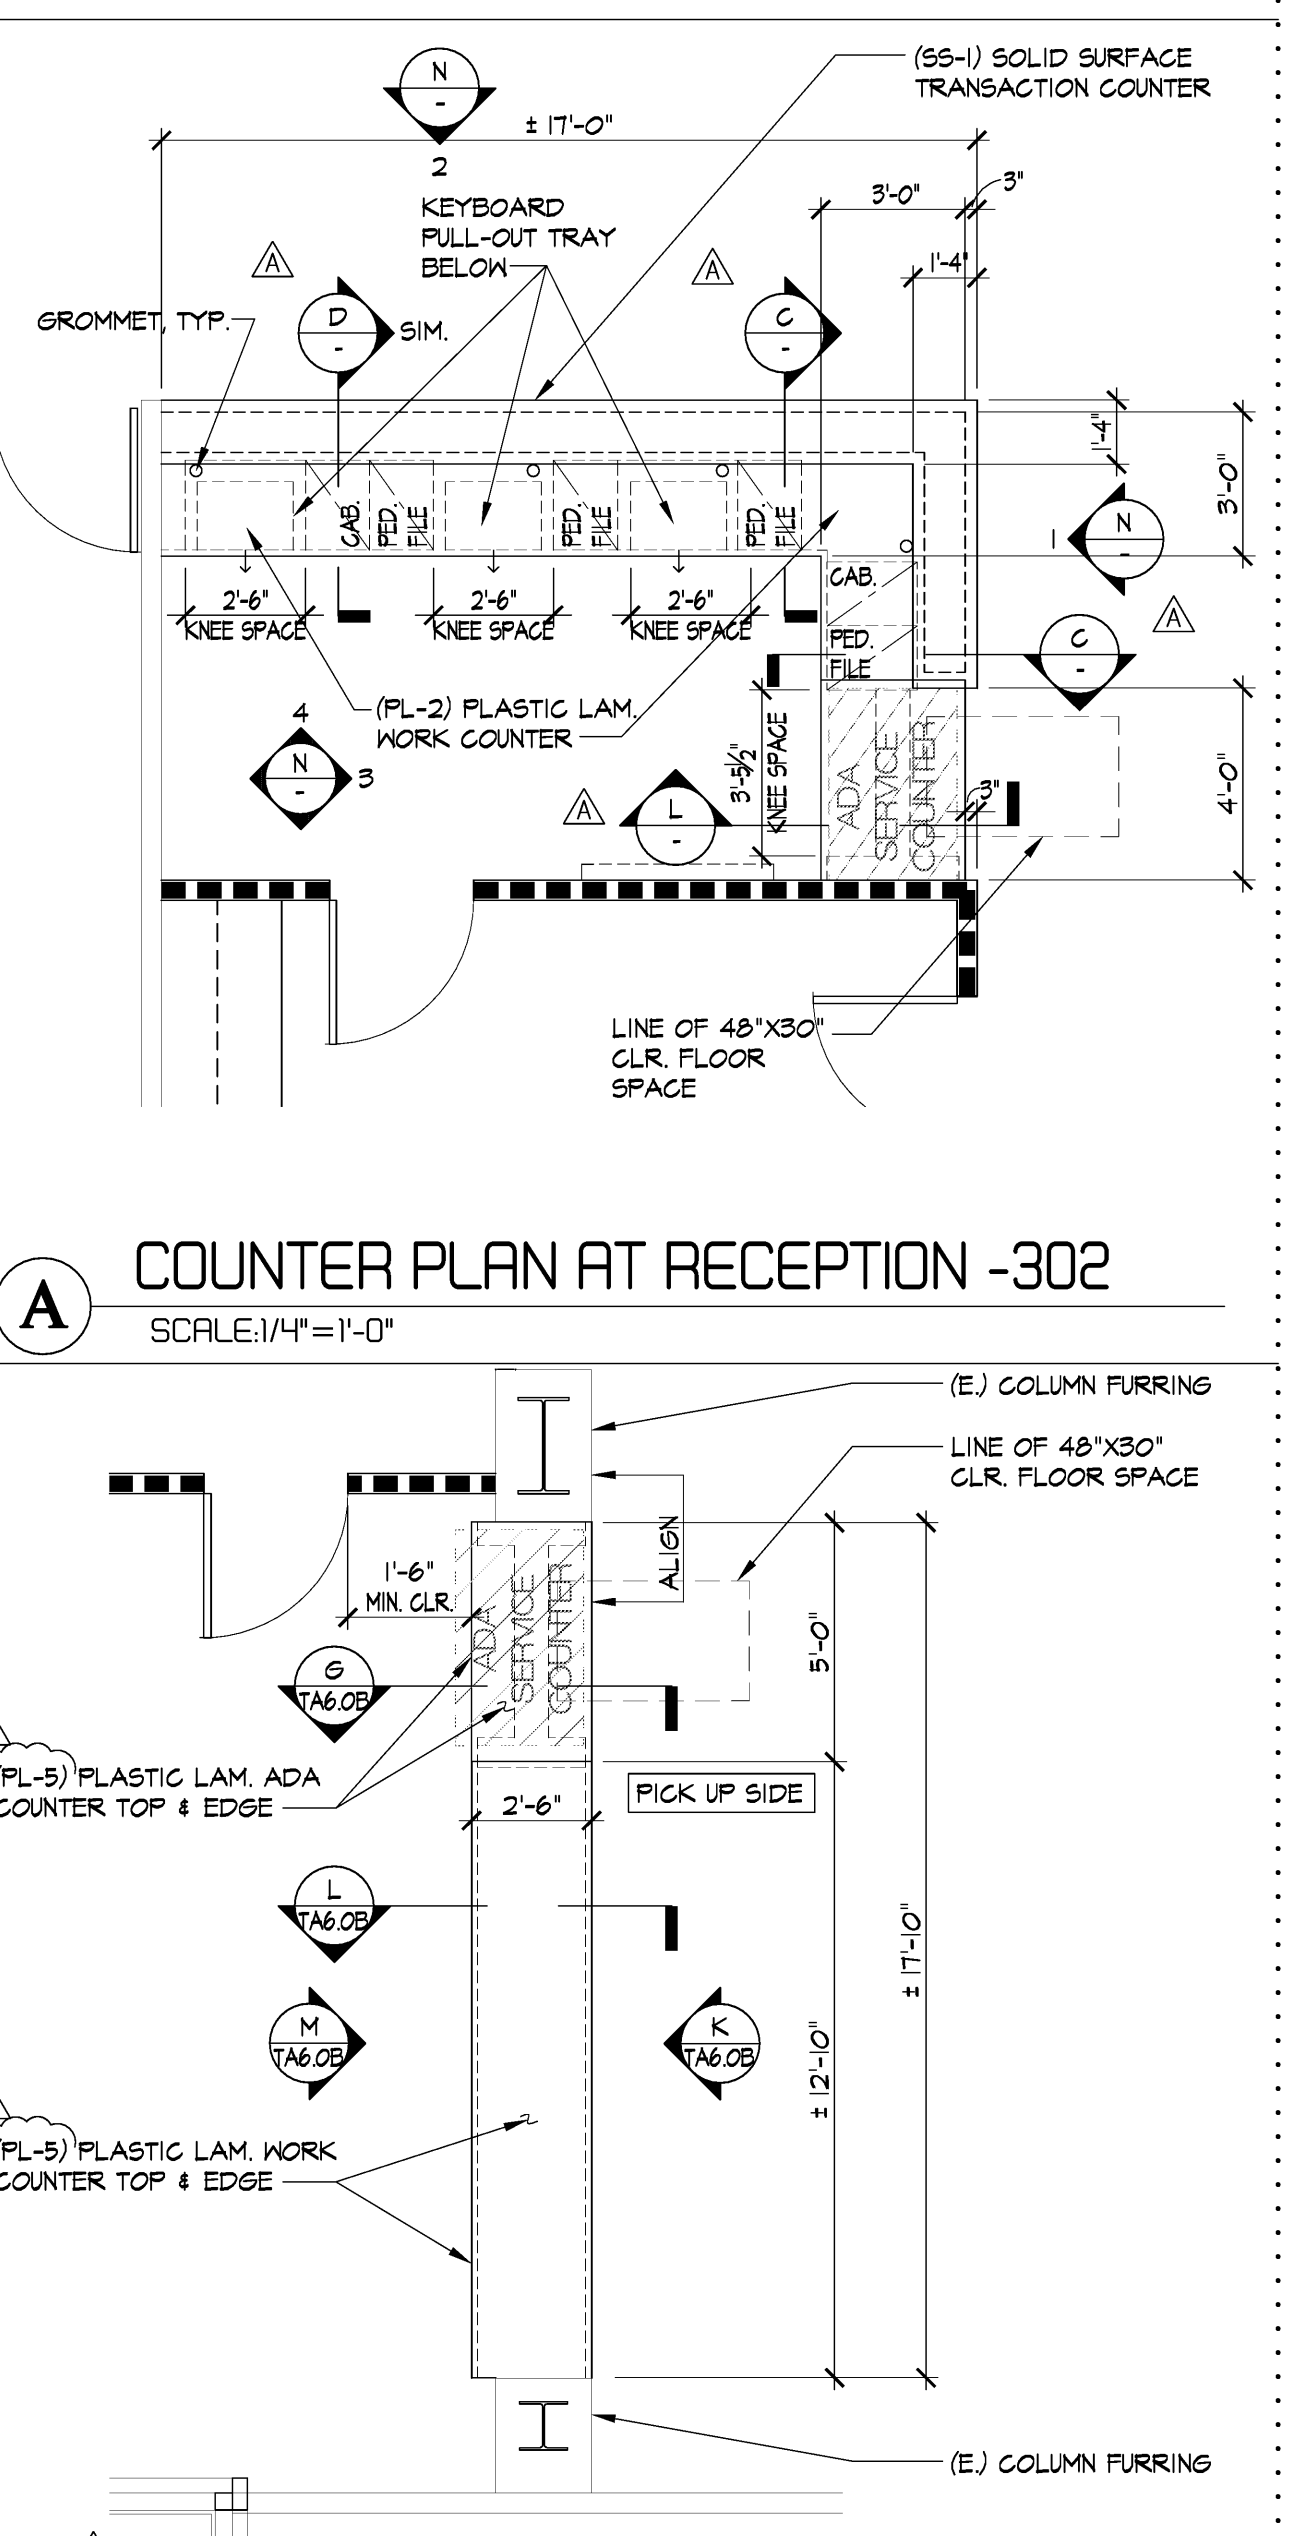 (SS-1) SOLID SURFACE
TRANSACTION COUNTER
N
-
2
± 17'-0"
3'-0"
3"
KEYBOARD
PULL-OUT TRAY
BELOW
A
A
1'-4"
GROMMET, TYP.
D
-
SIM.
C
-
1'-4"
3'-0"
CAB.
PED.
FILE
PED.
FILE
PED.
FILE
1
N
-
CAB.
2'-6"
KNEE SPACE
2'-6"
KNEE SPACE
2'-6"
KNEE SPACE
A
PED.
FILE
C
-
(PL-2) PLASTIC LAM.
WORK COUNTER
4
N
-
3
3'-5½"
KNEE SPACE
ADA
SERVICE
COUNTER
3"
4'-0"
A
L
-
LINE OF 48"X30"
CLR. FLOOR
SPACE
A
COUNTER PLAN AT RECEPTION -302
SCALE:1/4"=1'-0"
(E.) COLUMN FURRING
LINE OF 48"X30"
CLR. FLOOR SPACE
ALIGN
1'-6"
MIN. CLR.
ADA
SERVICE
COUNTER
5'-0"
G
TA6.0B
(PL-5) PLASTIC LAM. ADA
COUNTER TOP & EDGE
PICK UP SIDE
2'-6"
L
TA6.0B
± 17'-10"
M
TA6.0B
K
TA6.0B
± 12'-10"
(PL-5) PLASTIC LAM. WORK
COUNTER TOP & EDGE
(E.) COLUMN FURRING